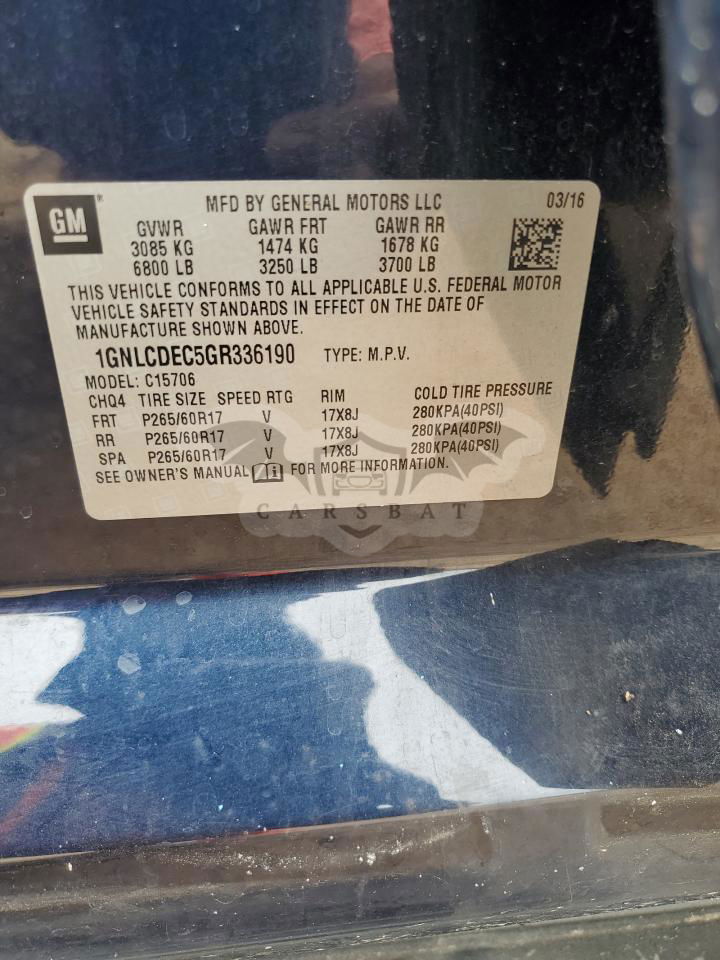 GM
MFD BY GENERAL MOTORS LLC 03/16
GVWR GAWR FRT GAWR RR
3085 KG 1474 KG 1678 KG
6800 LB 3250 LB 3700 LB
THIS VEHICLE CONFORMS TO ALL APPLICABLE U.S. FEDERAL MOTOR
VEHICLE SAFETY STANDARDS IN EFFECT ON THE DATE OF
MANUFACTURE SHOWN ABOVE.
1GNLCDEC5GR336190 TYPE: M.P.V.
MODEL: C15706
CHQ4 TIRE SIZE SPEED RTG RIM COLD TIRE PRESSURE
FRT P265/60R17 V 17X8J 280KPA(40PSI)
RR P265/60R17 V 17X8J 280KPA(40PSI)
SPA P265/60R17 V 17X8J 280KPA(40PSI)
SEE OWNER'S MANUAL i FOR MORE INFORMATION.
CARSBAT